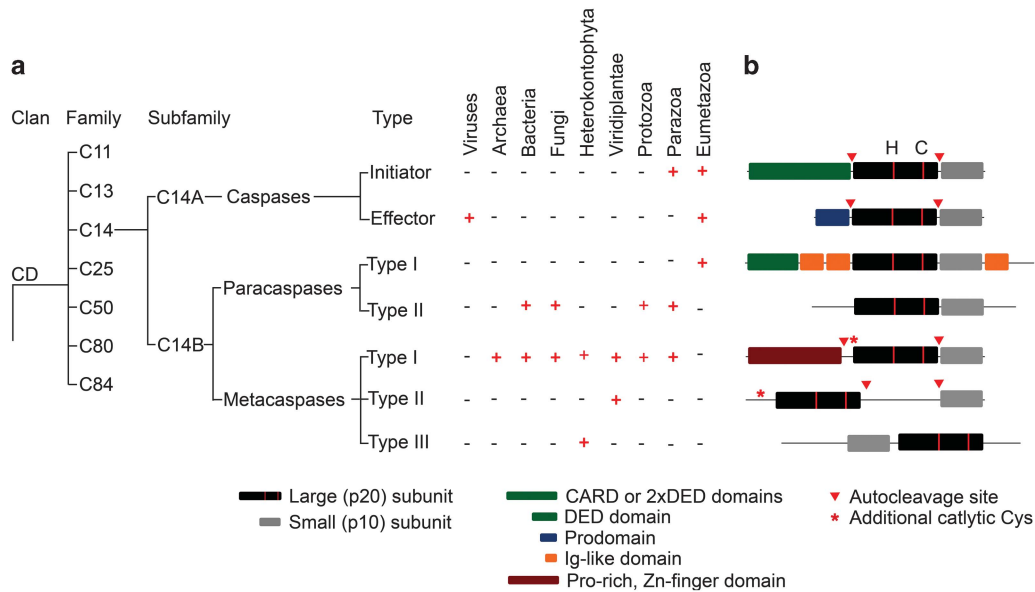 a
b
Clan Family Subfamily Type
Viruses
Archaea
Bacteria
Fungi
Heterokontophyta
Viridiplantae
Protozoa
Parazoa
Eumetazoa
H C
C11
C13
C14
C25
C50
C80
C84
CD
C14A
C14B
Caspases
Paracaspases
Metacaspases
Initiator - - - - - - - + +
Effector + - - - - - - - +
Type I - - - - - - - - +
Type II - - + + - - + + -
Type I - + + + + + + + -
Type II - - - - - + - - -
Type III - - - - + - - - -
*
*
Large (p20) subunit
Small (p10) subunit
CARD or 2xDED domains
DED domain
Prodomain
Ig-like domain
Pro-rich, Zn-finger domain
Autocleavage site
* Additional catlytic Cys